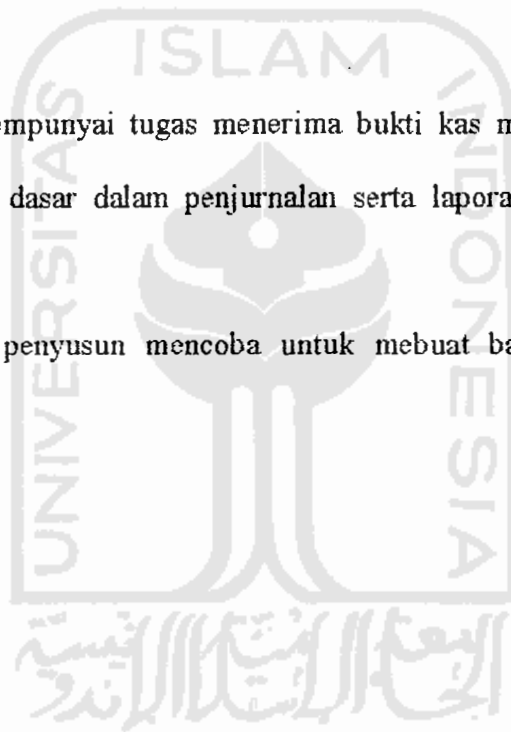 ISLAM
UNIVERSITAS
INDONESIA
empunyai tugas menerima bukti kas m
dasar dalam penjurnalan serta lapora
penyusun mencoba untuk mebuat ba